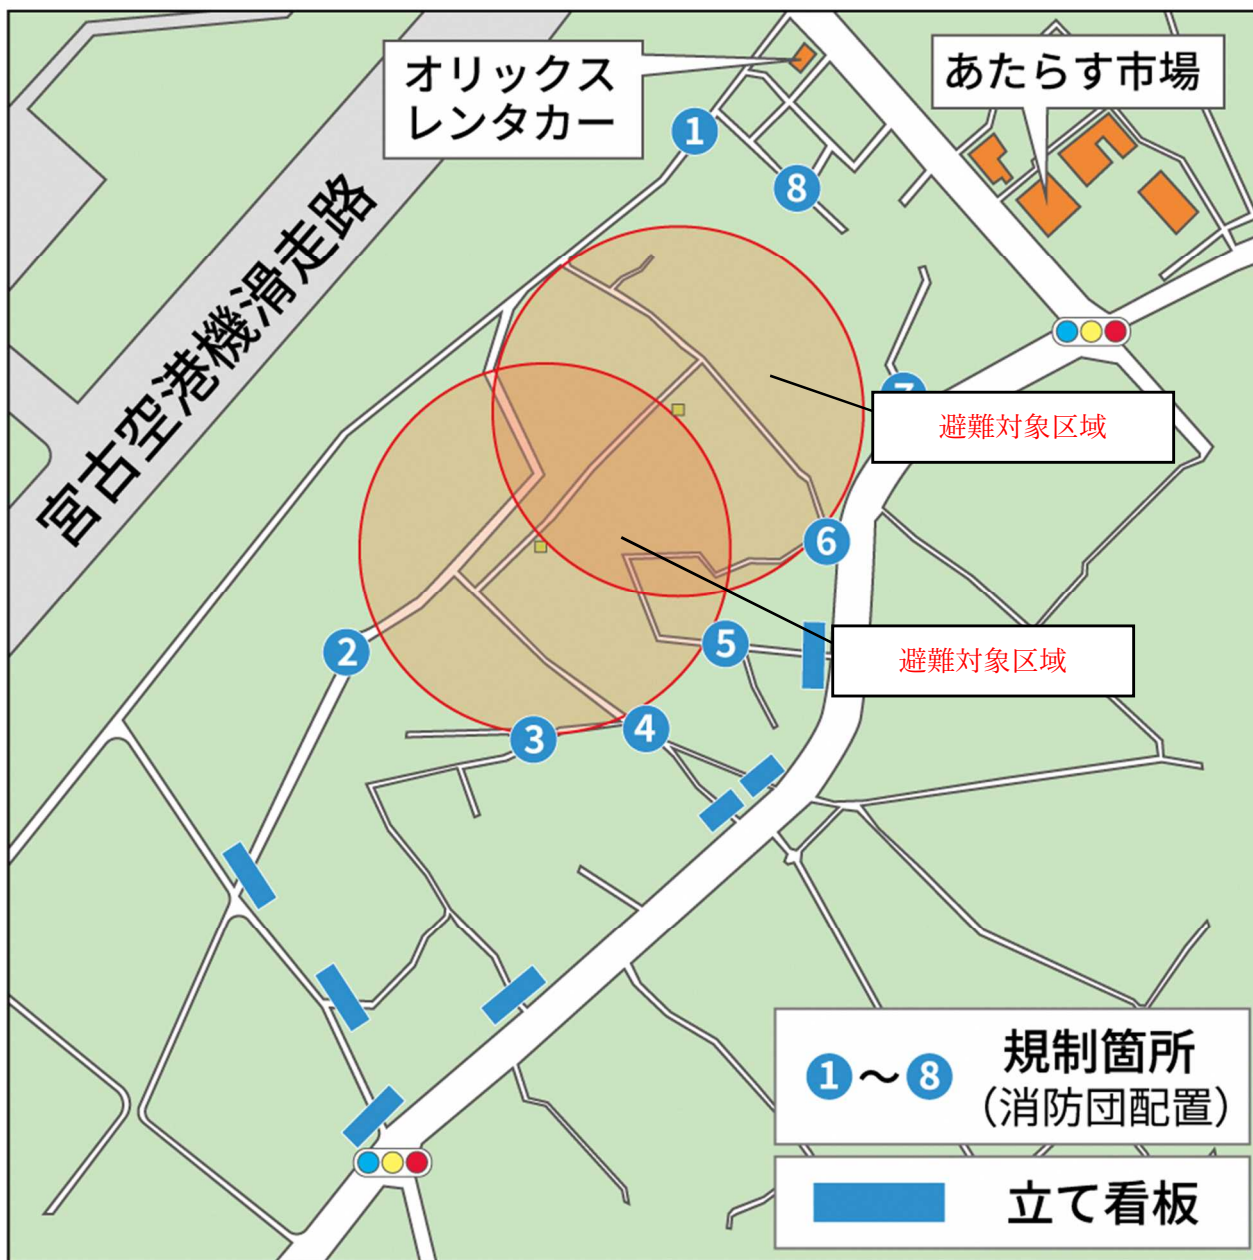 オリックス
レンタカー
あたらす市場
1
8
宮古空港機滑走路
7
避難対象区域
6
2
5
避難対象区域
3
4
1～8
規制箇所
（消防団配置）
立て看板